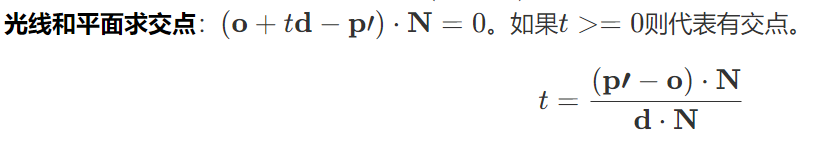 光线和平面求交点：(o + td − p′) · N = 0。如果t >= 0则代表有交点。
t = \frac{(p′ − o) · N}{d · N}